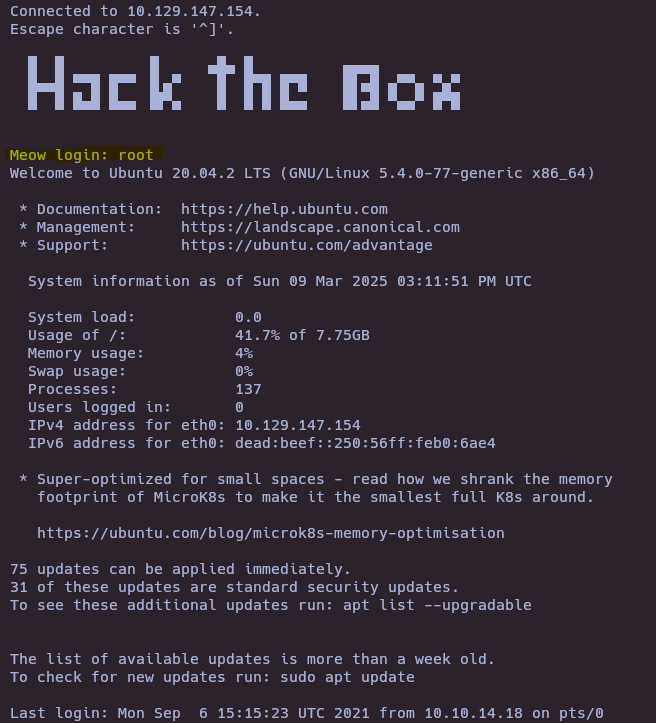 Connected to 10.129.147.154.
Escape character is '^]'.
Hack the Box
Meow login: root
Welcome to Ubuntu 20.04.2 LTS (GNU/Linux 5.4.0-77-generic x86_64)
* Documentation:  https://help.ubuntu.com
* Management:     https://landscape.canonical.com
* Support:        https://ubuntu.com/advantage
System information as of Sun 09 Mar 2025 03:11:51 PM UTC
System load:           0.0
Usage of /:            41.7% of 7.75GB
Memory usage:          4%
Swap usage:            0%
Processes:             137
Users logged in:       0
IPv4 address for eth0: 10.129.147.154
IPv6 address for eth0: dead:beef::250:56ff:feb0:6ae4
* Super-optimized for small spaces - read how we shrank the memory
footprint of MicroK8s to make it the smallest full K8s around.
https://ubuntu.com/blog/microk8s-memory-optimisation
75 updates can be applied immediately.
31 of these updates are standard security updates.
To see these additional updates run: apt list --upgradable
The list of available updates is more than a week old.
To check for new updates run: sudo apt update
Last login: Mon Sep  6 15:15:23 UTC 2021 from 10.10.14.18 on pts/0